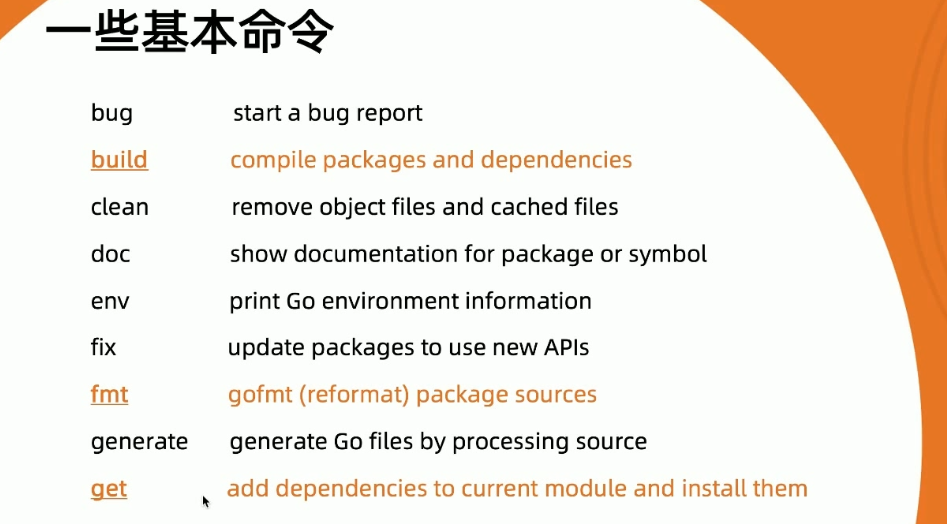 一些基本命令
bug start a bug report
build compile packages and dependencies
clean remove object files and cached files
doc show documentation for package or symbol
env print Go environment information
fix update packages to use new APIs
fmt gofmt (reformat) package sources
generate generate Go files by processing source
get add dependencies to current module and install them